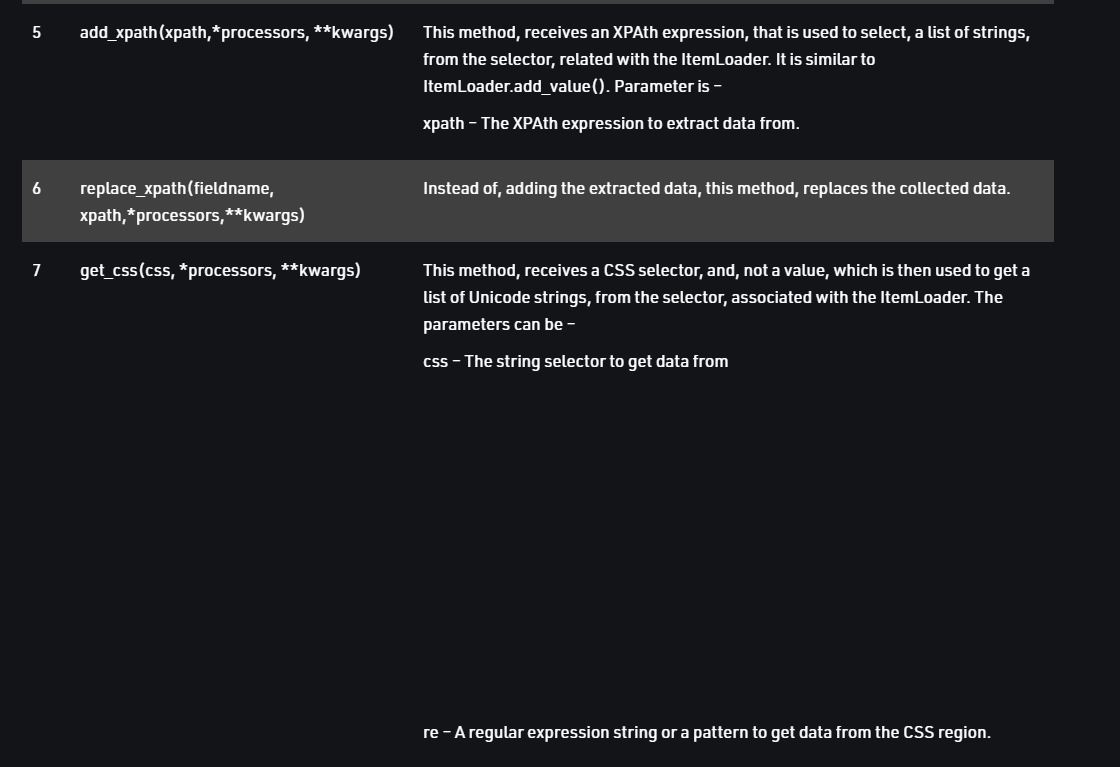 5 add_xpath(xpath,*processors, **kwargs) This method, receives an XPAth expression, that is used to select, a list of strings,
from the selector, related with the ItemLoader. It is similar to
ItemLoader.add_value(). Parameter is –
xpath – The XPAth expression to extract data from.
6 replace_xpath(fieldname, Instead of, adding the extracted data, this method, replaces the collected data.
xpath,*processors,**kwargs)
7 get_css(css, *processors, **kwargs) This method, receives a CSS selector, and, not a value, which is then used to get a
list of Unicode strings, from the selector, associated with the ItemLoader. The
parameters can be –
css – The string selector to get data from
re – A regular expression string or a pattern to get data from the CSS region.